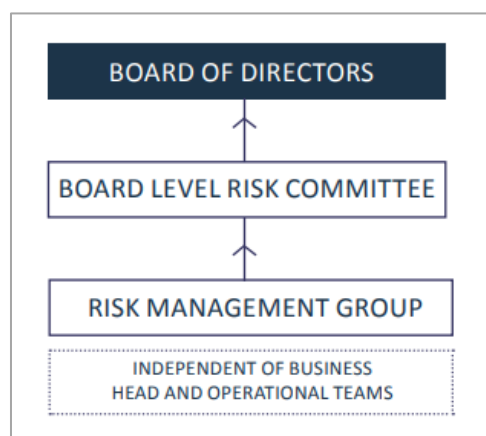 BOARD OF DIRECTORS
BOARD LEVEL RISK COMMITTEE
RISK MANAGEMENT GROUP
INDEPENDENT OF BUSINESS
HEAD AND OPERATIONAL TEAMS